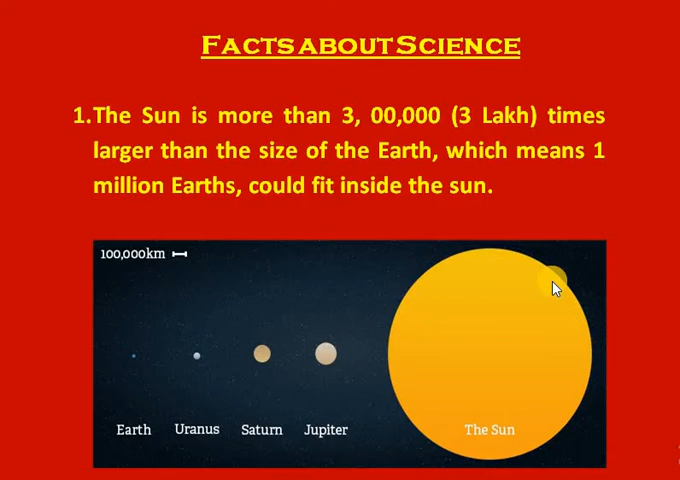 Facts about Science
1.The Sun is more than 3, 00,000 (3 Lakh) times
larger than the size of the Earth, which means 1
million Earths, could fit inside the sun.
100,000km
Earth Uranus Saturn Jupiter The Sun